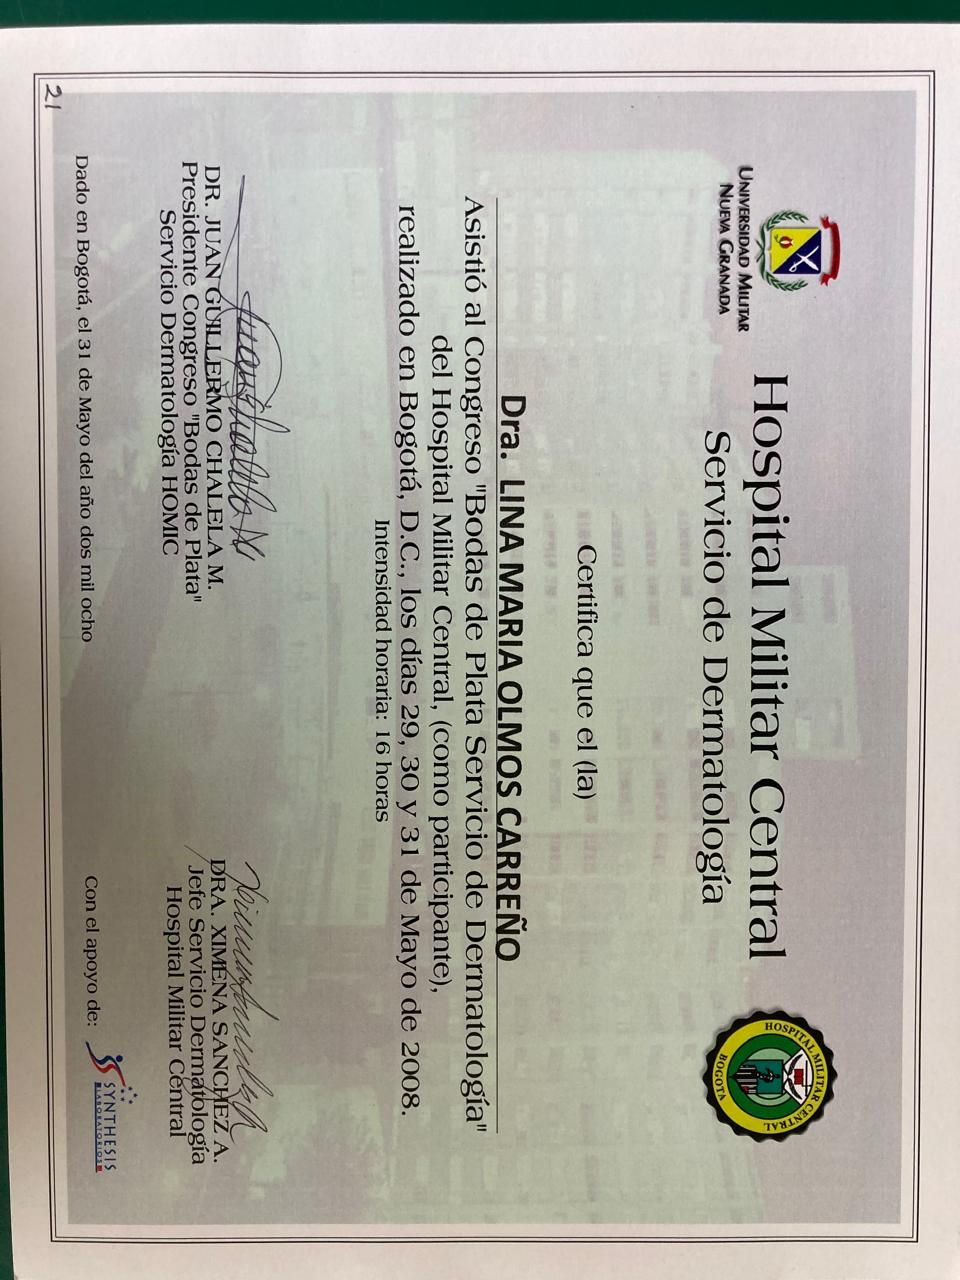 UNIVERSIDAD MILITAR
NUEVA GRANADA
Hospital Militar Central
Servicio de Dermatología
HOSPITAL MILITAR CENTRAL
BOGOTA
Certifica que el (la)
Dra. LINA MARIA OLMOS CARREÑO
Asistió al Congreso "Bodas de Plata Servicio de Dermatología"
del Hospital Militar Central, (como participante),
realizado en Bogotá, D.C., los días 29, 30 y 31 de Mayo de 2008.
Intensidad horaria: 16 horas
DR. JUAN GUILLERMO CHALELA M.
Presidente Congreso "Bodas de Plata"
Servicio Dermatología HOMIC
DRA. XIMENA SANCHEZ A.
Jefe Servicio Dermatología
Hospital Militar Central
Dado en Bogotá, el 31 de Mayo del año dos mil ocho
Con el apoyo de:
SYNTHESIS
LABORATORIOS
21